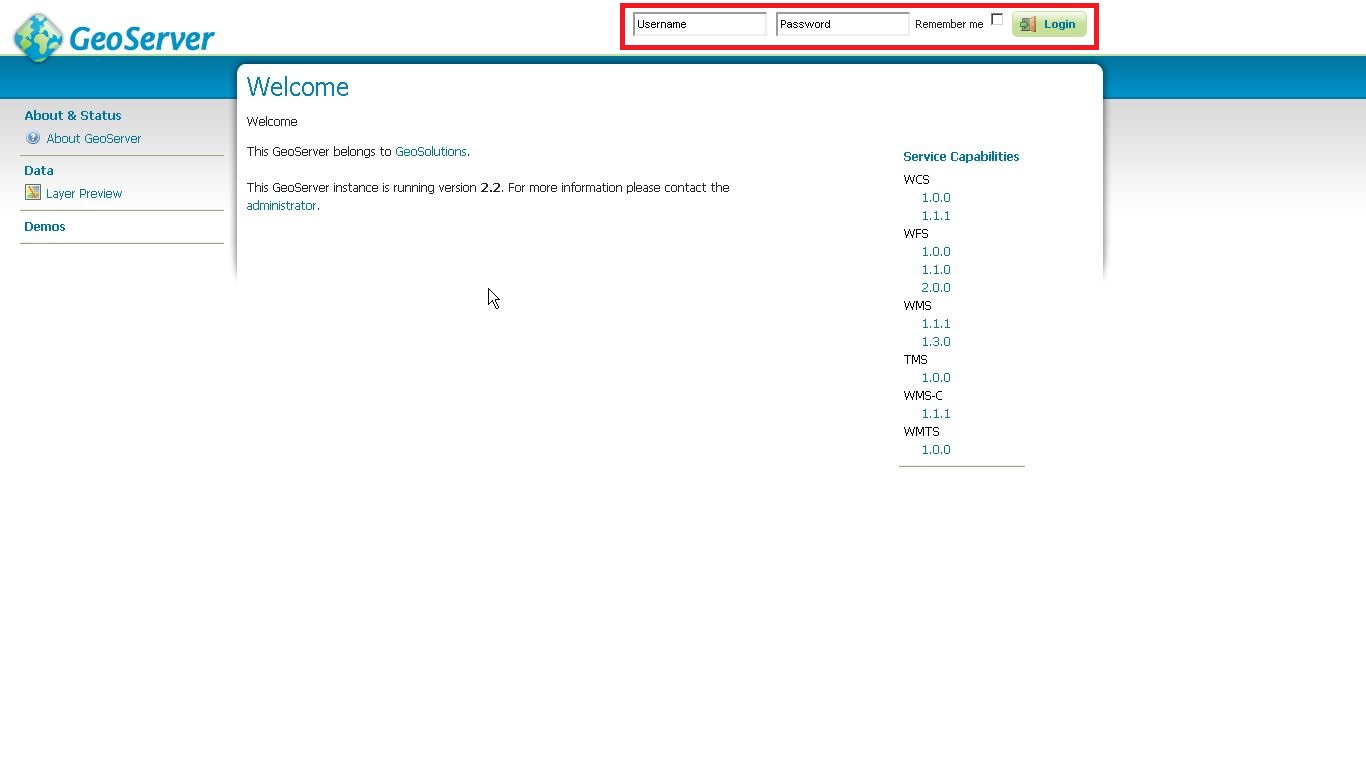 GeoServer
Username Password Remember me Login
About & Status
About GeoServer
Data
Layer Preview
Demos
Welcome
Welcome
This GeoServer belongs to GeoSolutions.
This GeoServer instance is running version 2.2. For more information please contact the
administrator.
Service Capabilities
WCS
1.0.0
1.1.1
WFS
1.0.0
1.1.0
2.0.0
WMS
1.1.1
1.3.0
TMS
1.0.0
WMS-C
1.1.1
WMTS
1.0.0